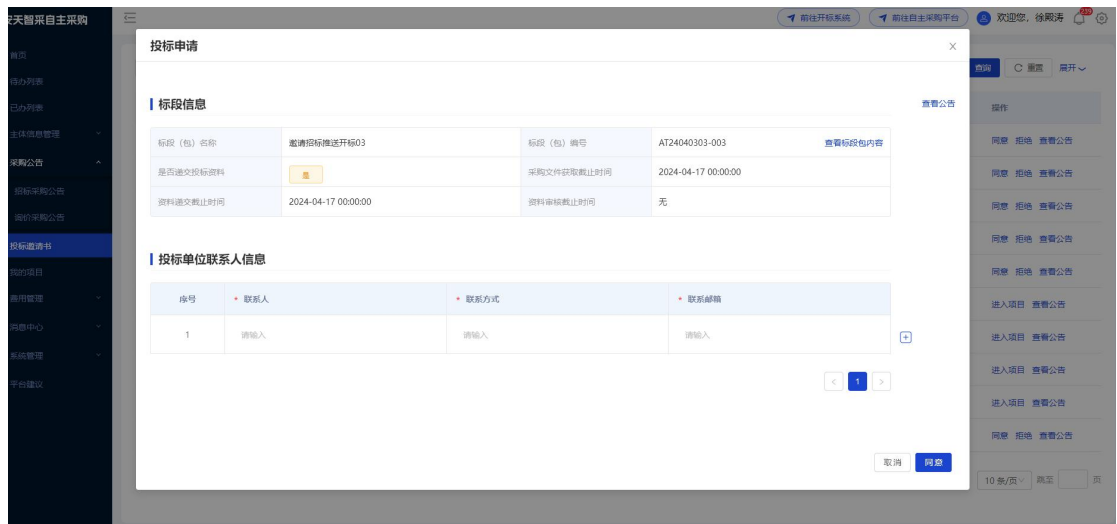 安天智采自主采购
前往开标系统
前往自主采购平台
欢迎您，徐殿涛
239
首页
待办列表
已办列表
主体信息管理
采购公告
招标采购公告
询价采购公告
投标邀请书
我的项目
费用管理
消息中心
系统管理
平台建议
投标申请
标段信息
查看公告
标段（包）名称 邀请招标推送开标03 标段（包）编号 AT24040303-003 查看标段包内容
是否递交投标资料 是 采购文件获取截止时间 2024-04-17 00:00:00
资料递交截止时间 2024-04-17 00:00:00 资料审核截止时间 无
投标单位联系人信息
序号 * 联系人 * 联系方式 * 联系邮箱
1 请输入 请输入 请输入
< 1 >
取消 同意
查询 重置 展开
操作
同意 拒绝 查看公告
同意 拒绝 查看公告
同意 拒绝 查看公告
同意 拒绝 查看公告
同意 拒绝 查看公告
进入项目 查看公告
进入项目 查看公告
进入项目 查看公告
进入项目 查看公告
同意 拒绝 查看公告
10 条/页 跳至 页